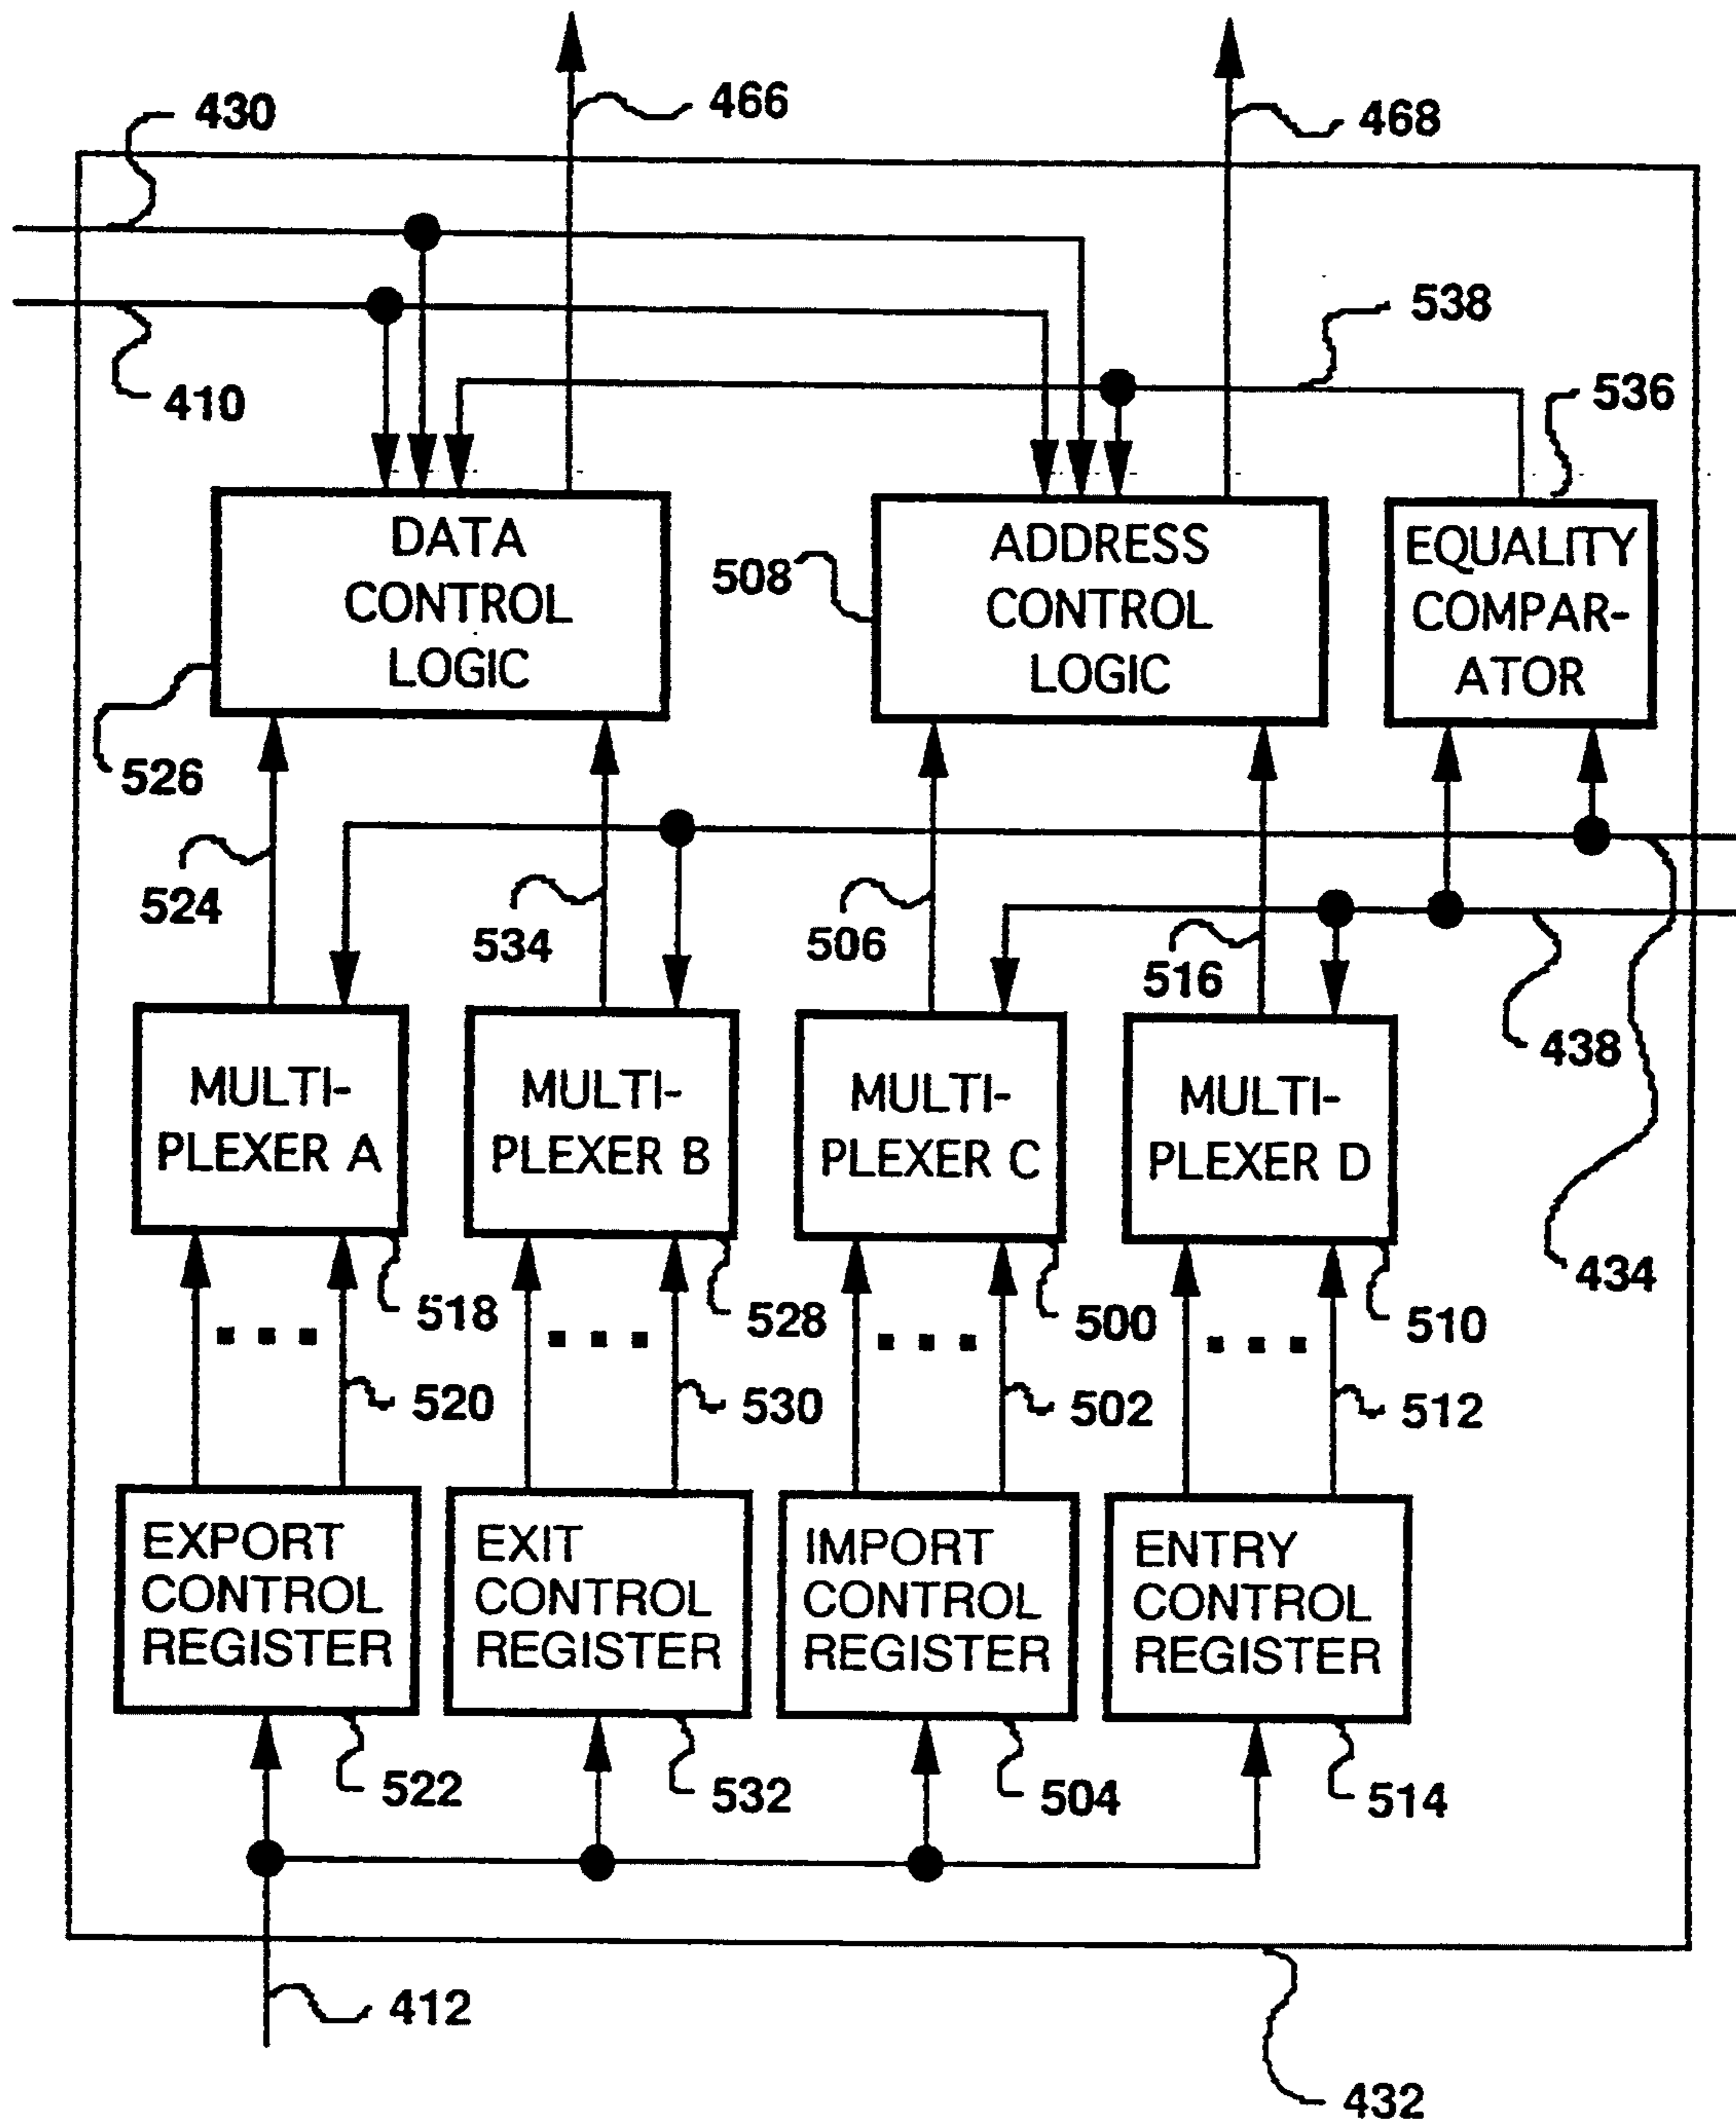 466
468
430
538
410
536
DATA
CONTROL
LOGIC
508
ADDRESS
CONTROL
LOGIC
EQUALITY
COMPAR-
ATOR
526
524
534
506
516
438
MULTI-
PLEXER A
MULTI-
PLEXER B
MULTI-
PLEXER C
MULTI-
PLEXER D
434
518
528
500
510
520
530
502
512
EXPORT
CONTROL
REGISTER
EXIT
CONTROL
REGISTER
IMPORT
CONTROL
REGISTER
ENTRY
CONTROL
REGISTER
522
532
504
514
412
432